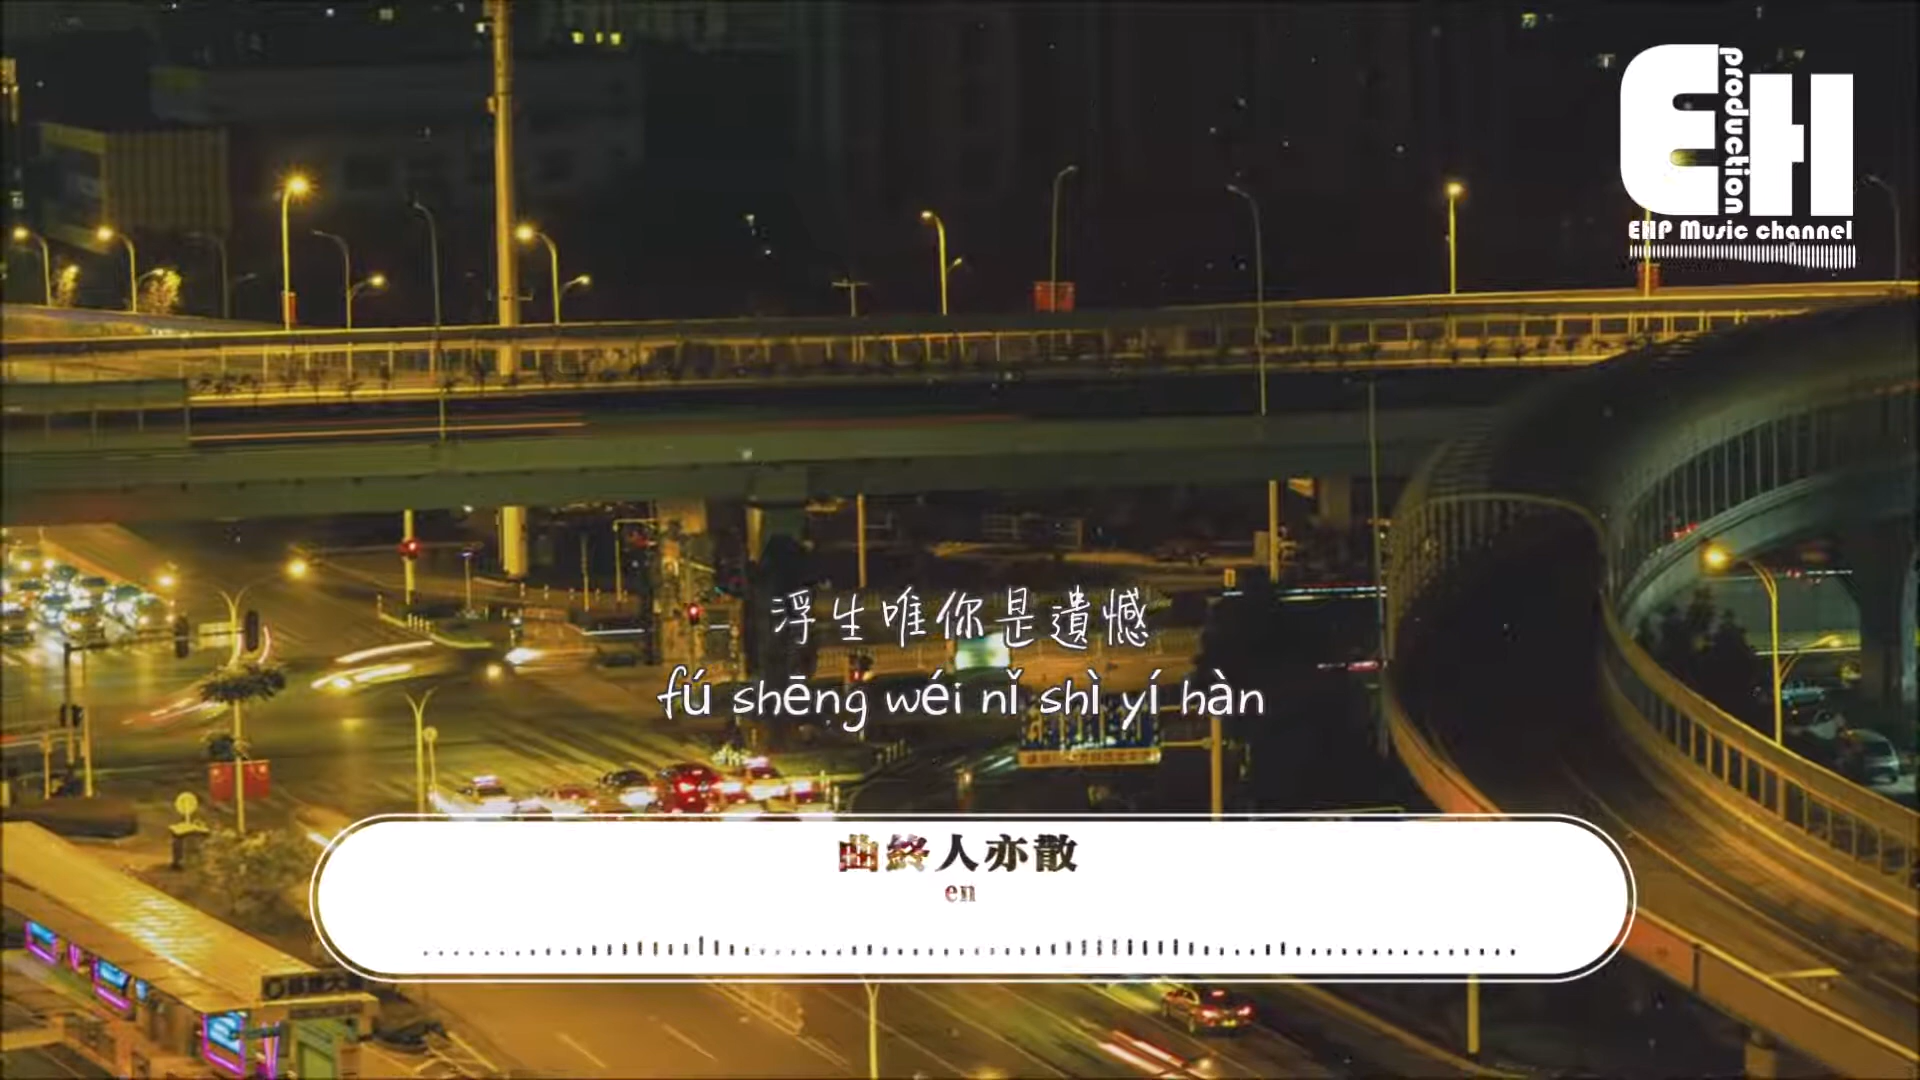 EH
production
EHP Music channel
浮生唯你是遺憾
fú shēng wéi nǐ shì yí hàn
曲終人亦散
en